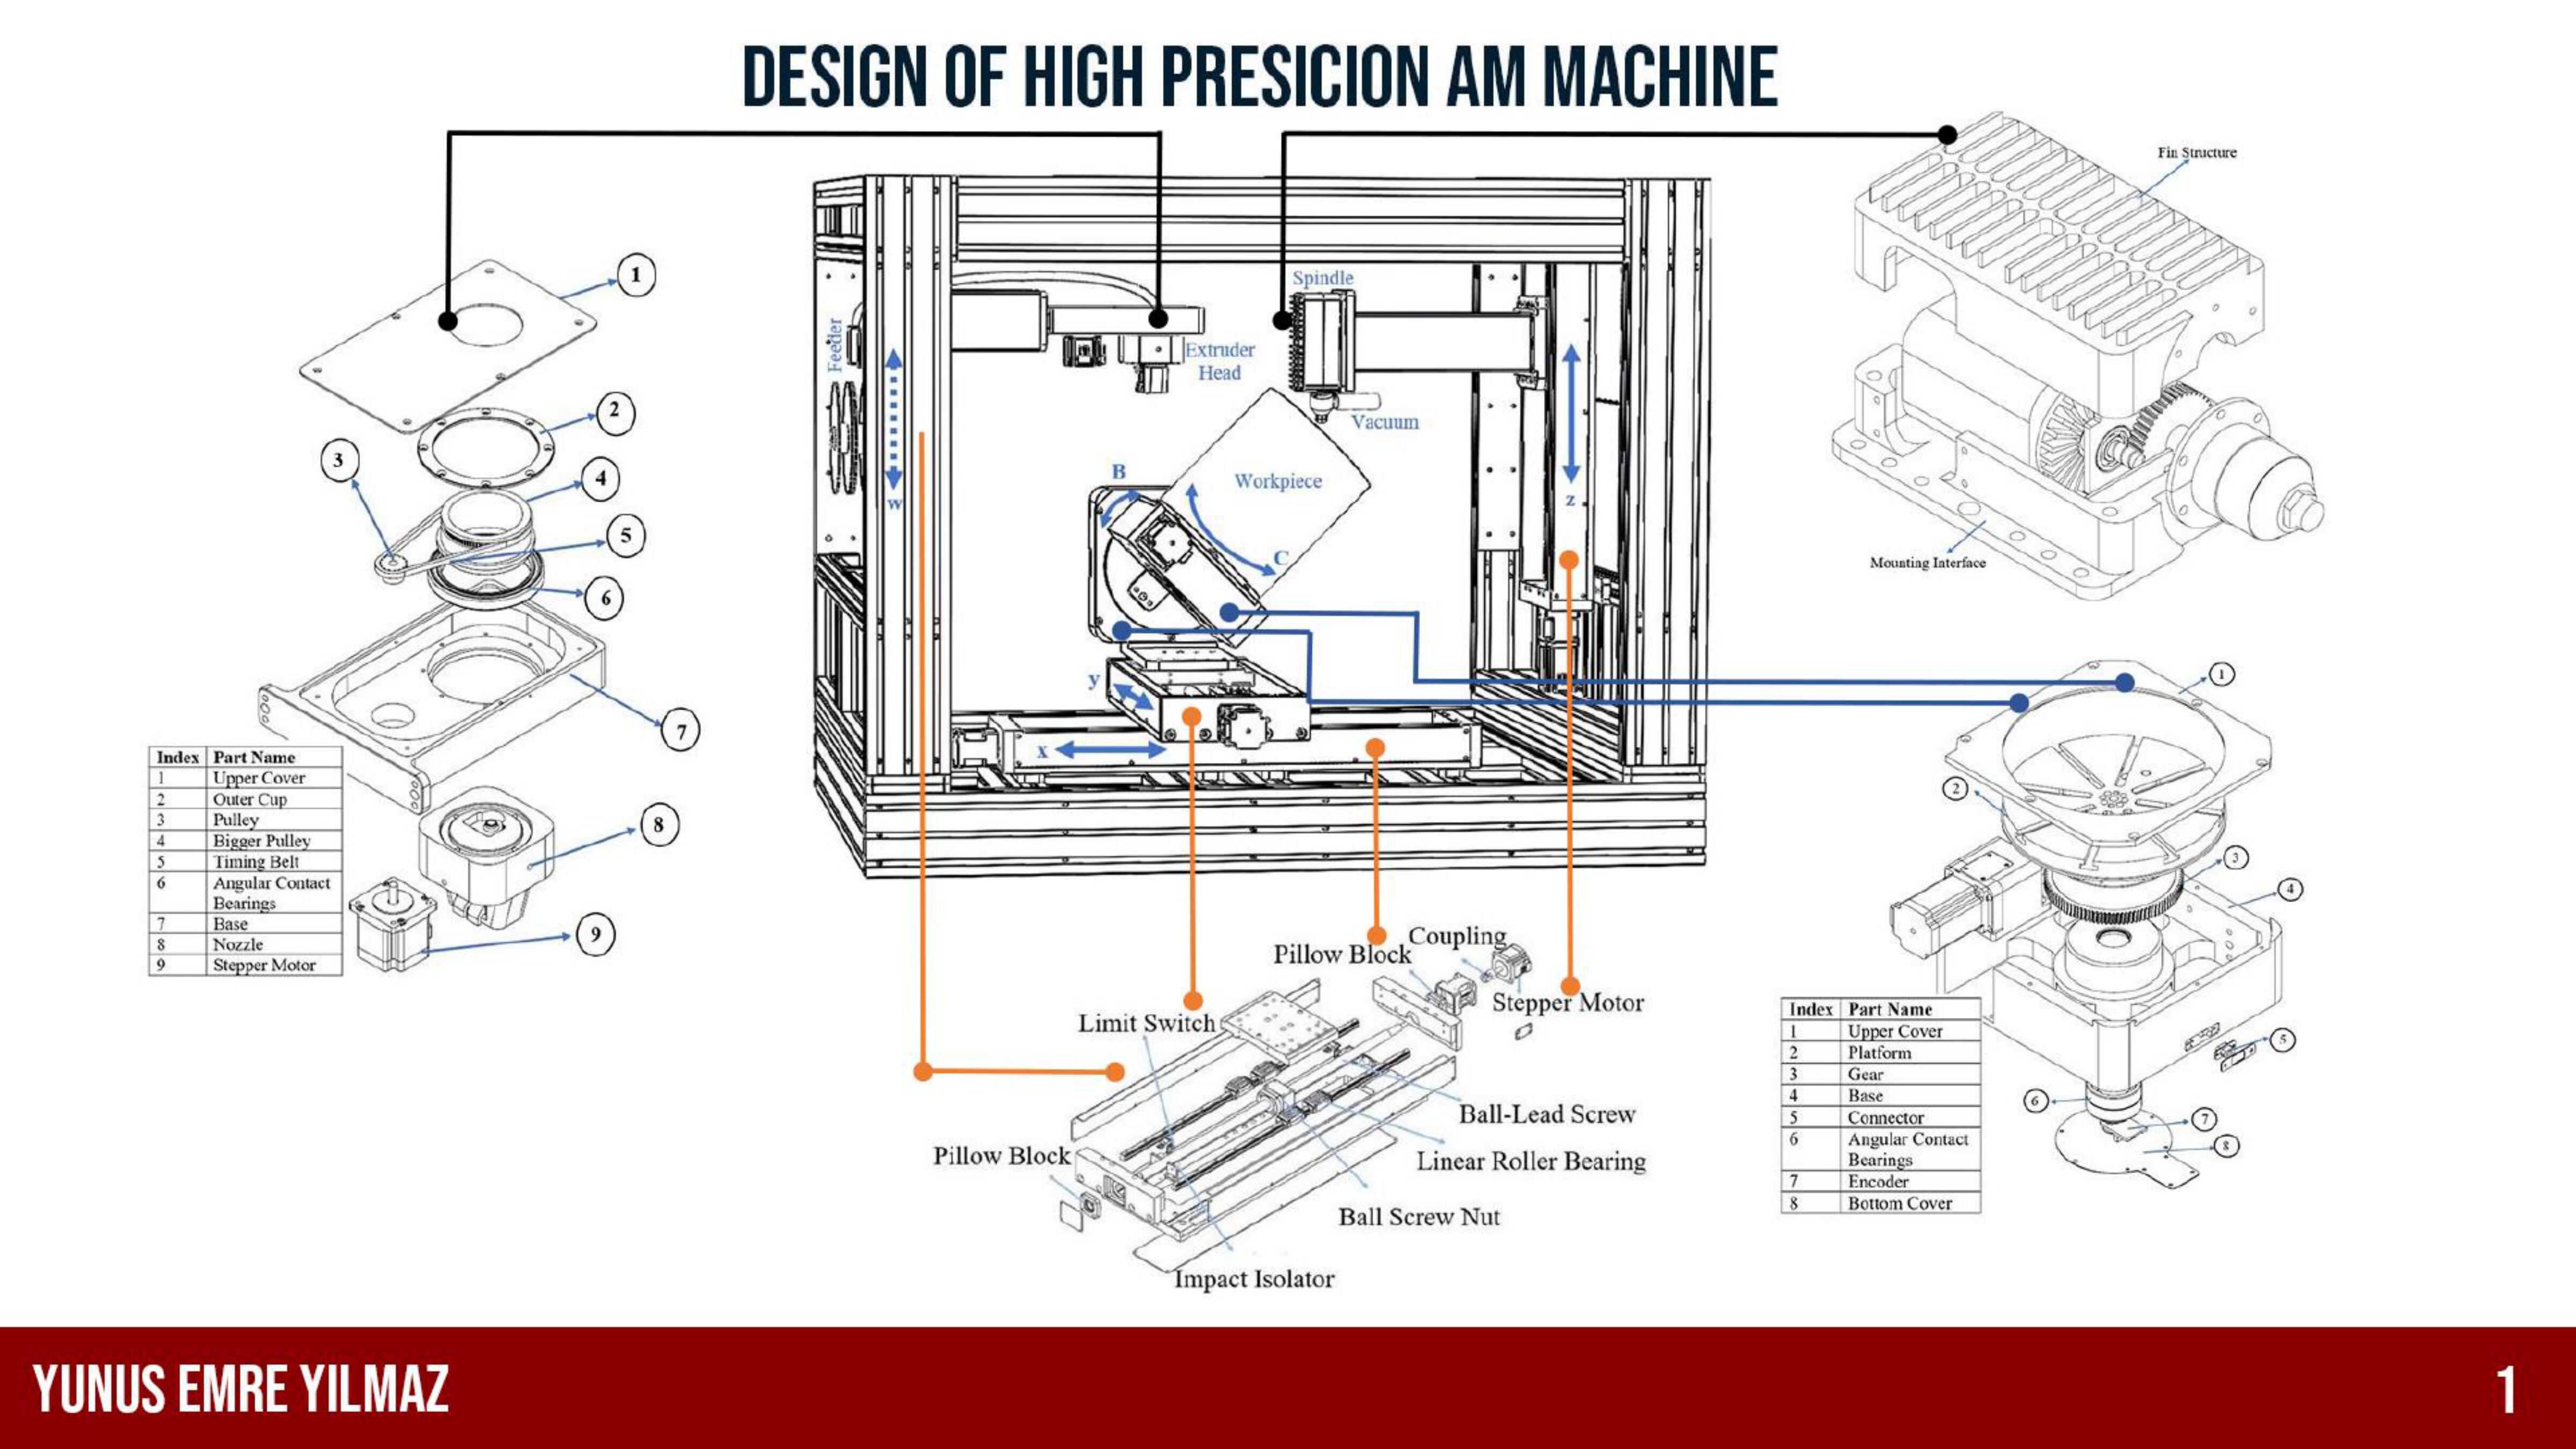 DESIGN OF HIGH PRESICION AM MACHINE
1
2
3
4
5
6
7
8
9
Index Part Name
1 Upper Cover
2 Outer Cup
3 Pulley
4 Bigger Pulley
5 Timing Belt
6 Angular Contact
Bearings
7 Base
8 Nozzle
9 Stepper Motor
Feeder
w
Extruder
Head
Spindle
Vacuum
Workpiece
B
C
z
y
x
Fin Structure
Mounting Interface
Pillow Block
Coupling
Stepper Motor
Limit Switch
Ball-Lead Screw
Pillow Block
Linear Roller Bearing
Ball Screw Nut
Impact Isolator
1
2
3
4
5
6
7
8
Index Part Name
1 Upper Cover
2 Platform
3 Gear
4 Base
5 Connector
6 Angular Contact
Bearings
7 Encoder
8 Bottom Cover
YUNUS EMRE YILMAZ
1